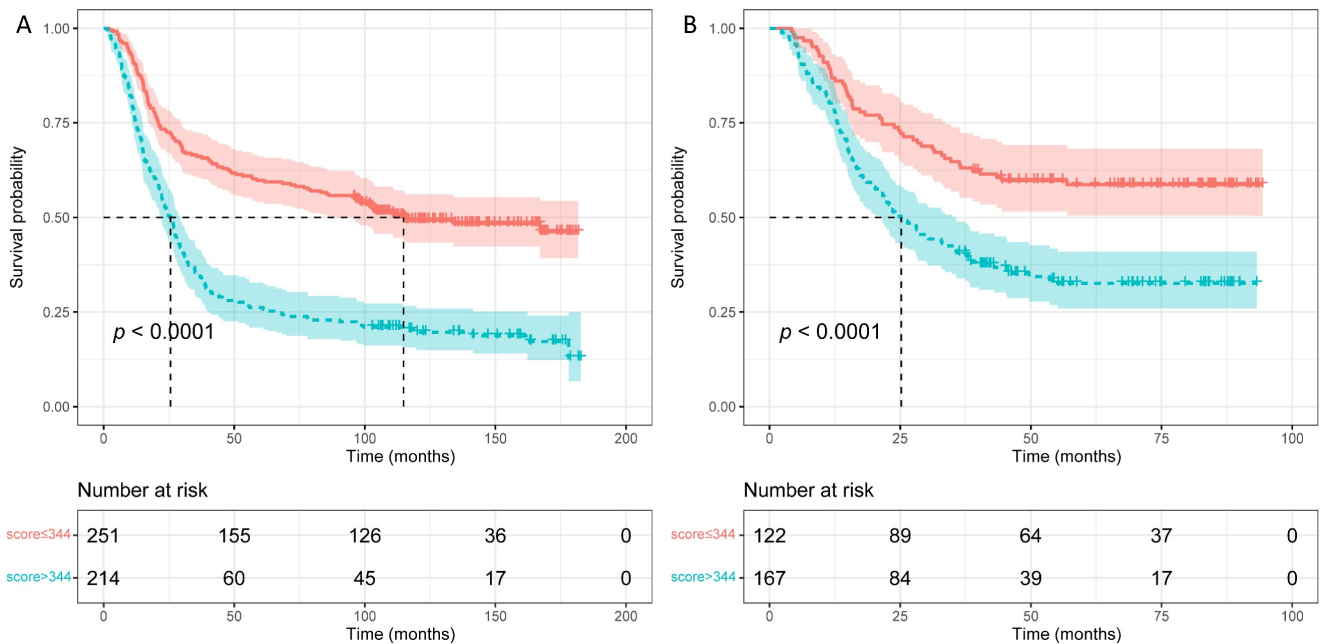 A
Survival probability
1.00
0.75
0.50
0.25
0.00
p < 0.0001
0 50 100 150 200
Time (months)
Number at risk
score≤344 251 155 126 36 0
score>344 214 60 45 17 0
0 50 100 150 200
Time (months)
B
Survival probability
1.00
0.75
0.50
0.25
0.00
p < 0.0001
0 25 50 75 100
Time (months)
Number at risk
score≤344 122 89 64 37 0
score>344 167 84 39 17 0
0 25 50 75 100
Time (months)